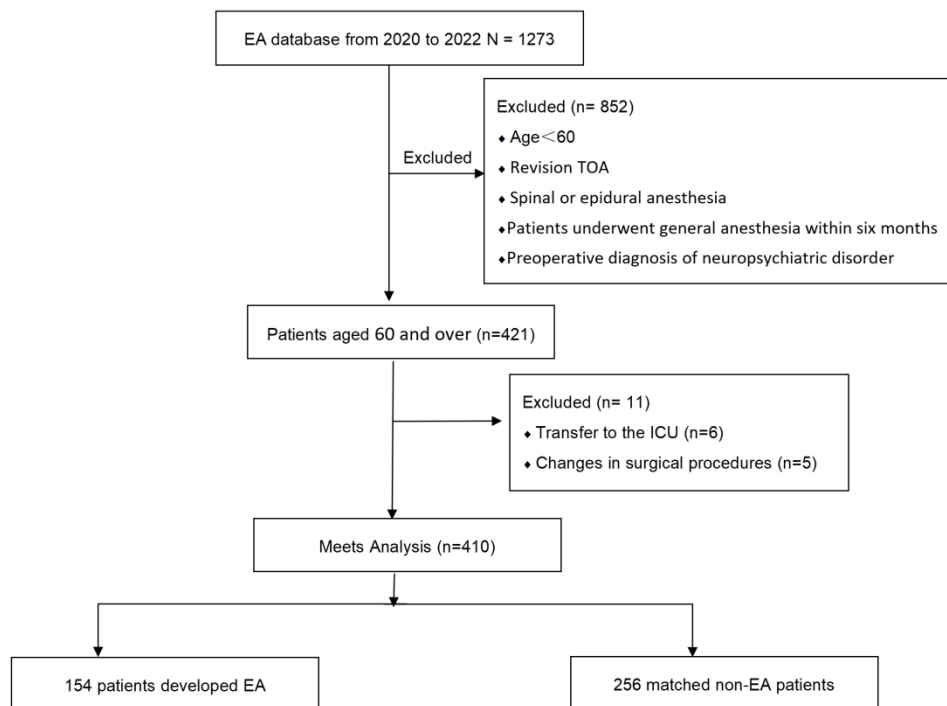 EA database from 2020 to 2022 N = 1273
Excluded (n= 852)
♦ Age＜60
♦ Revision TOA
♦ Spinal or epidural anesthesia
♦ Patients underwent general anesthesia within six months
♦ Preoperative diagnosis of neuropsychiatric disorder
Excluded
Patients aged 60 and over (n=421)
Excluded (n= 11)
♦ Transfer to the ICU (n=6)
♦ Changes in surgical procedures (n=5)
Meets Analysis (n=410)
154 patients developed EA
256 matched non-EA patients